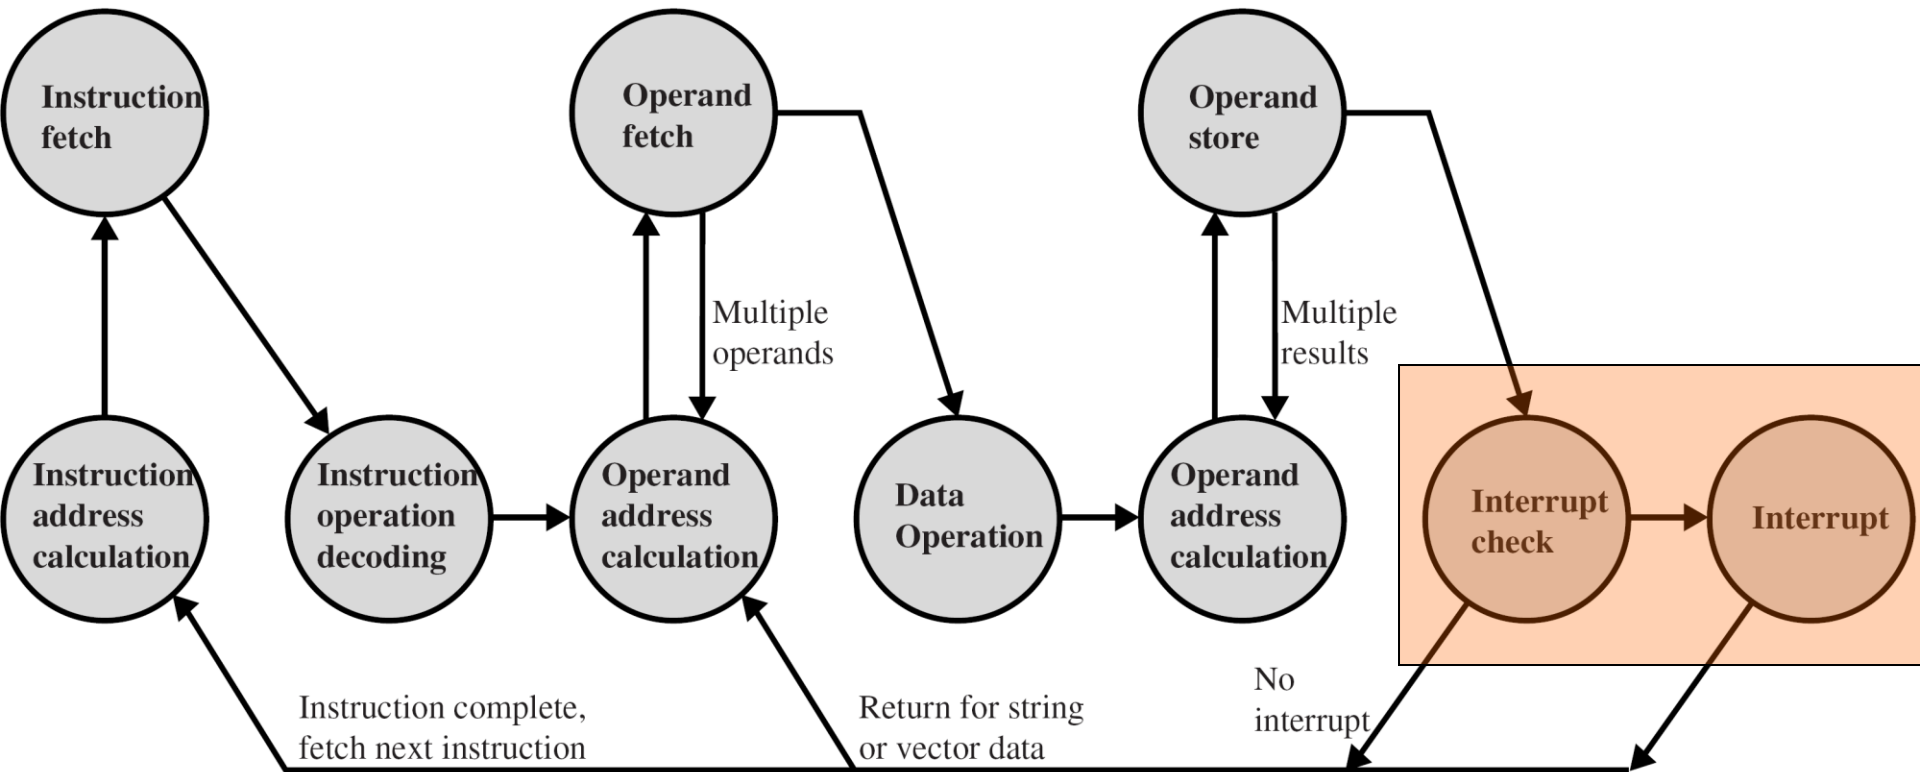 Instruction
fetch
Operand
fetch
Operand
store
Multiple
operands
Multiple
results
Instruction
address
calculation
Instruction
operation
decoding
Operand
address
calculation
Data
Operation
Operand
address
calculation
Interrupt
check
Interrupt
Instruction complete,
fetch next instruction
Return for string
or vector data
No
interrupt